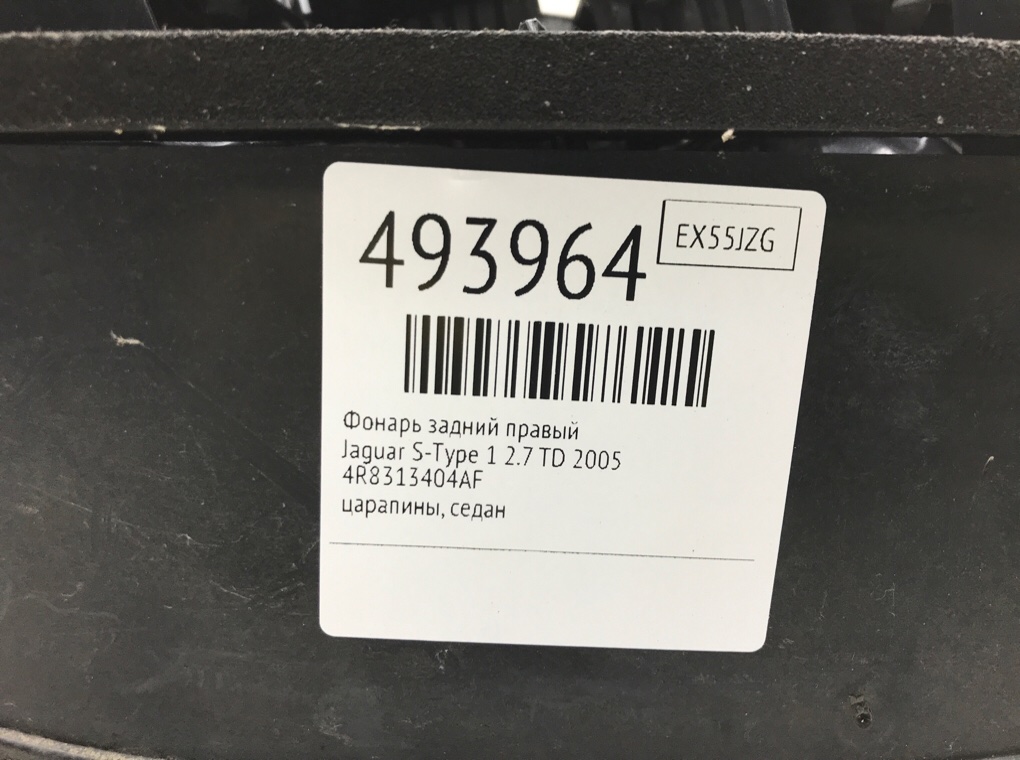 493964
EX55JZG
Фонарь задний правый
Jaguar S-Type 1 2.7 TD 2005
4R8313404AF
царапины, седан